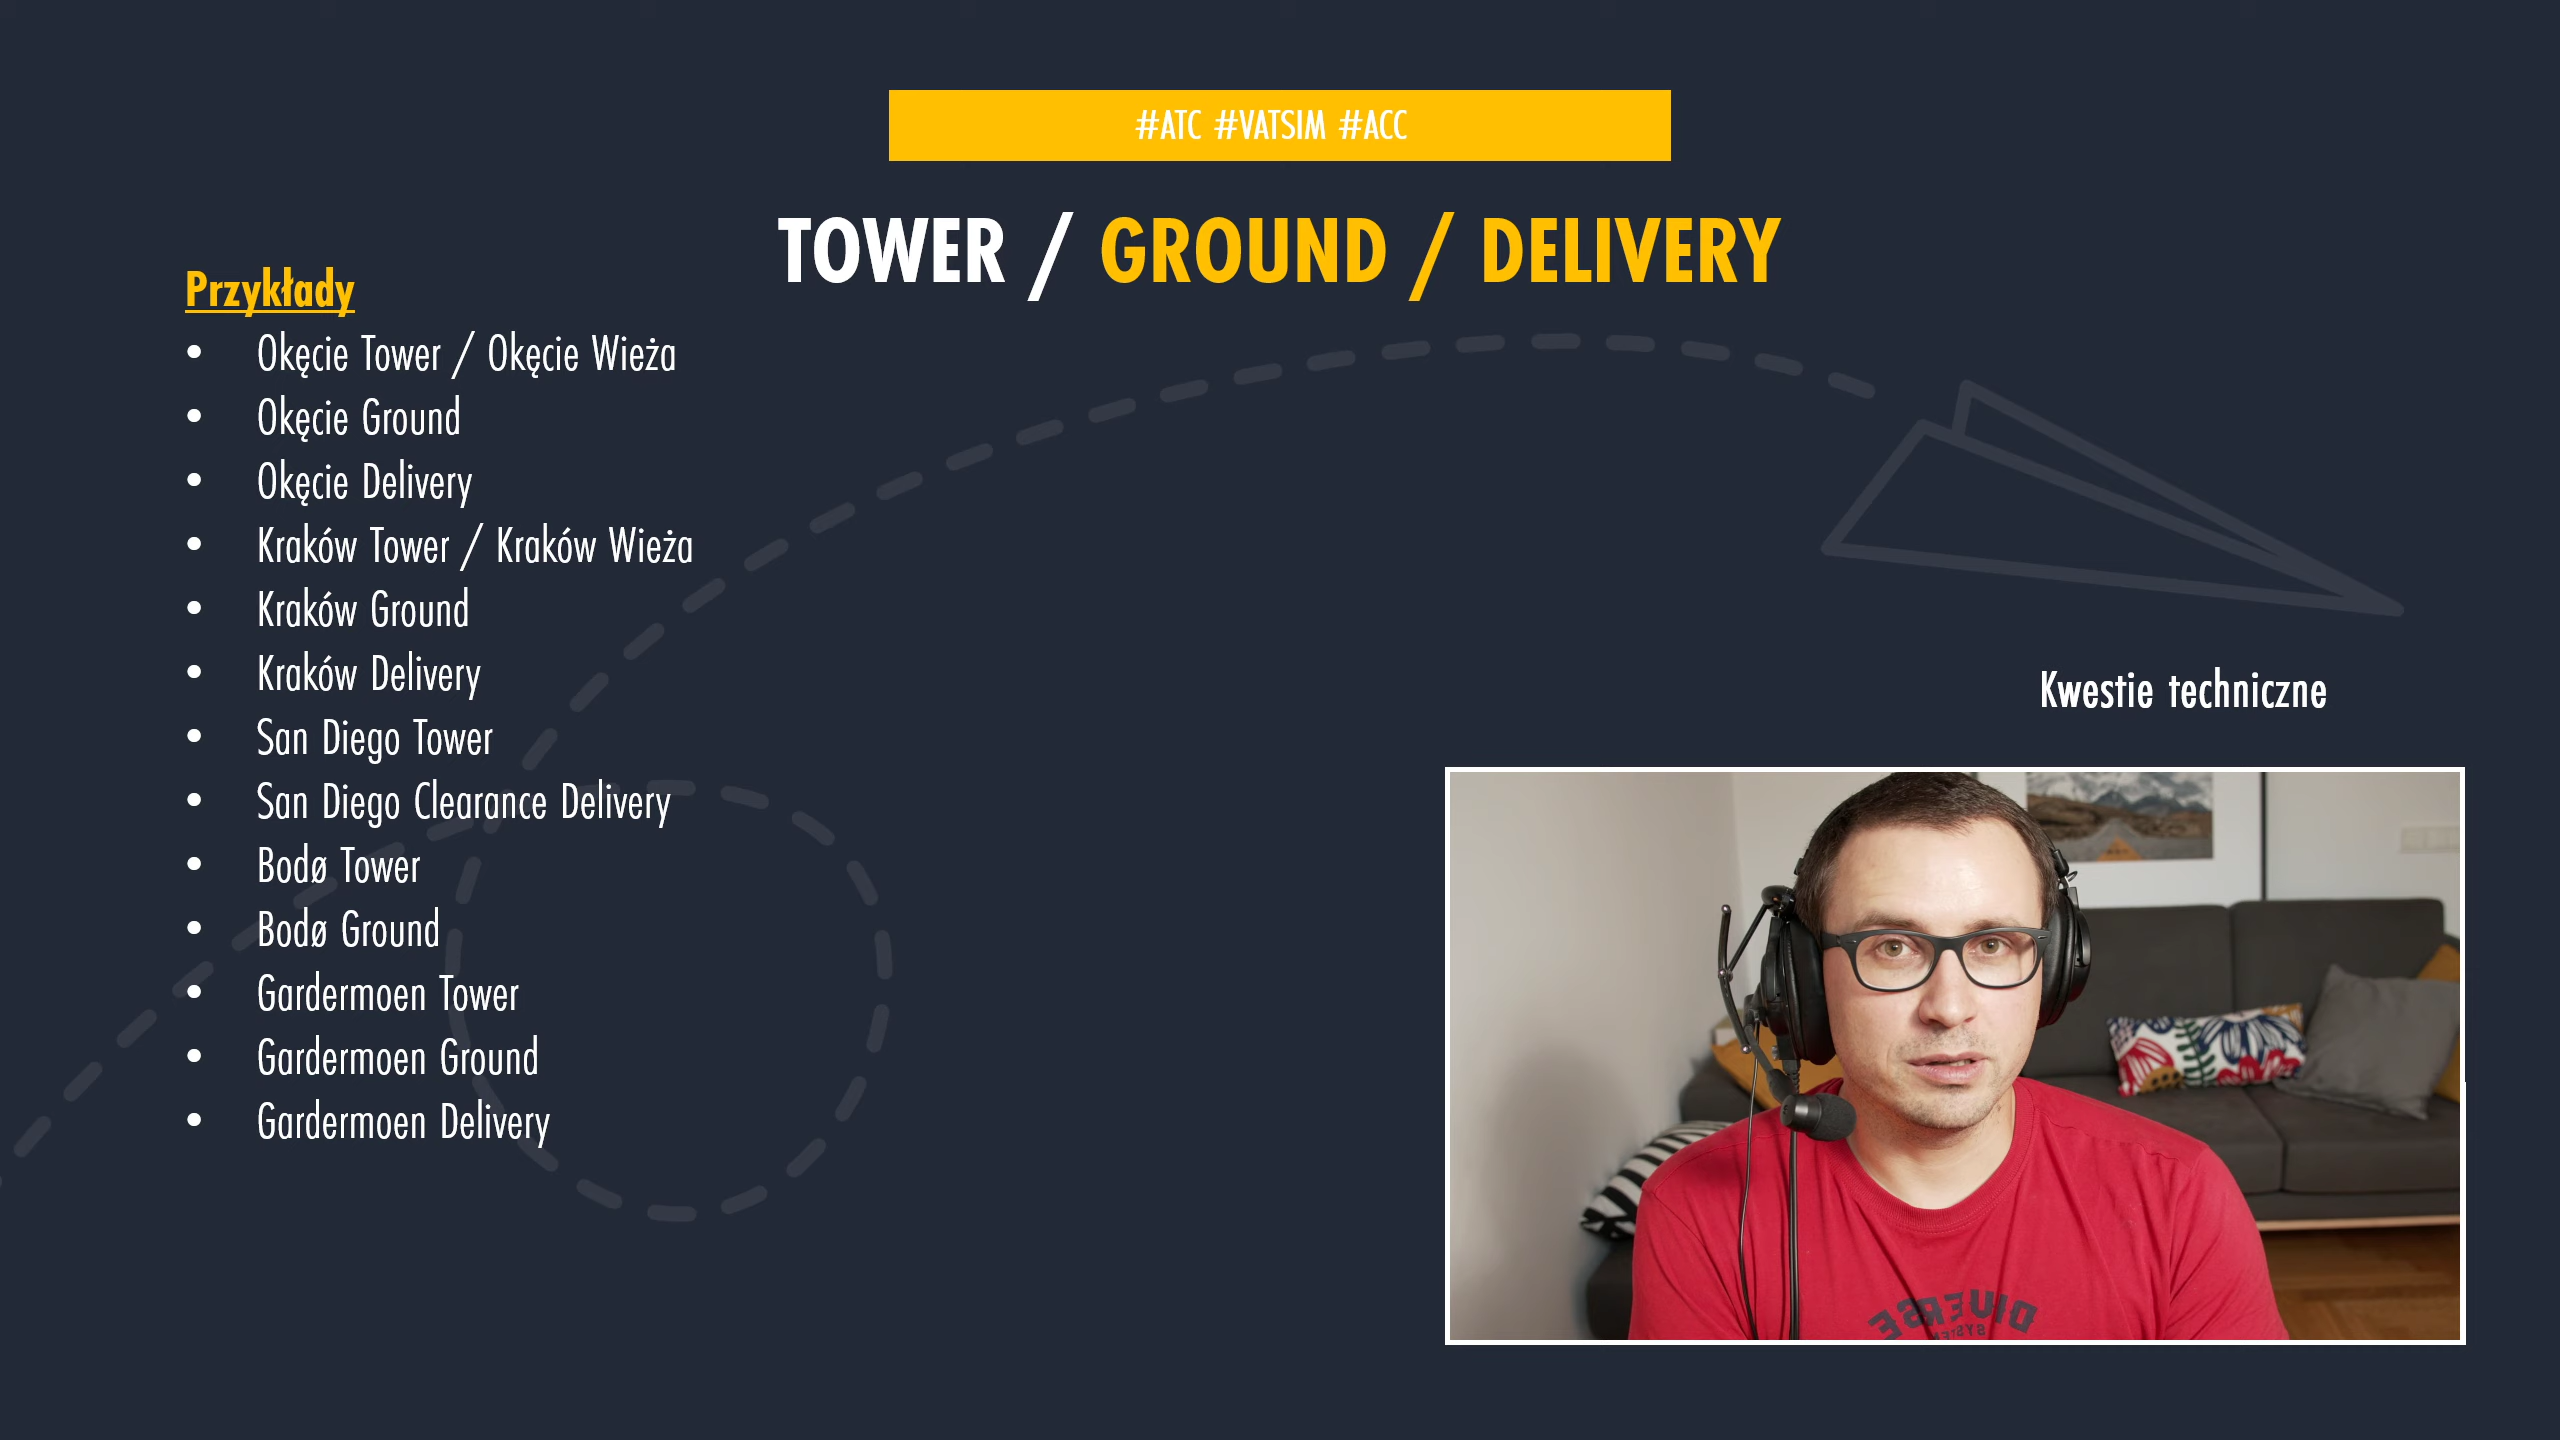 #ATC #VATSIM #ACC
TOWER / GROUND / DELIVERY
Przykłady
• Okęcie Tower / Okęcie Wieża
• Okęcie Ground
• Okęcie Delivery
• Kraków Tower / Kraków Wieża
• Kraków Ground
• Kraków Delivery
• San Diego Tower
• San Diego Clearance Delivery
• Bodø Tower
• Bodø Ground
• Gardermoen Tower
• Gardermoen Ground
• Gardermoen Delivery
Kwestie techniczne
DIVERSE